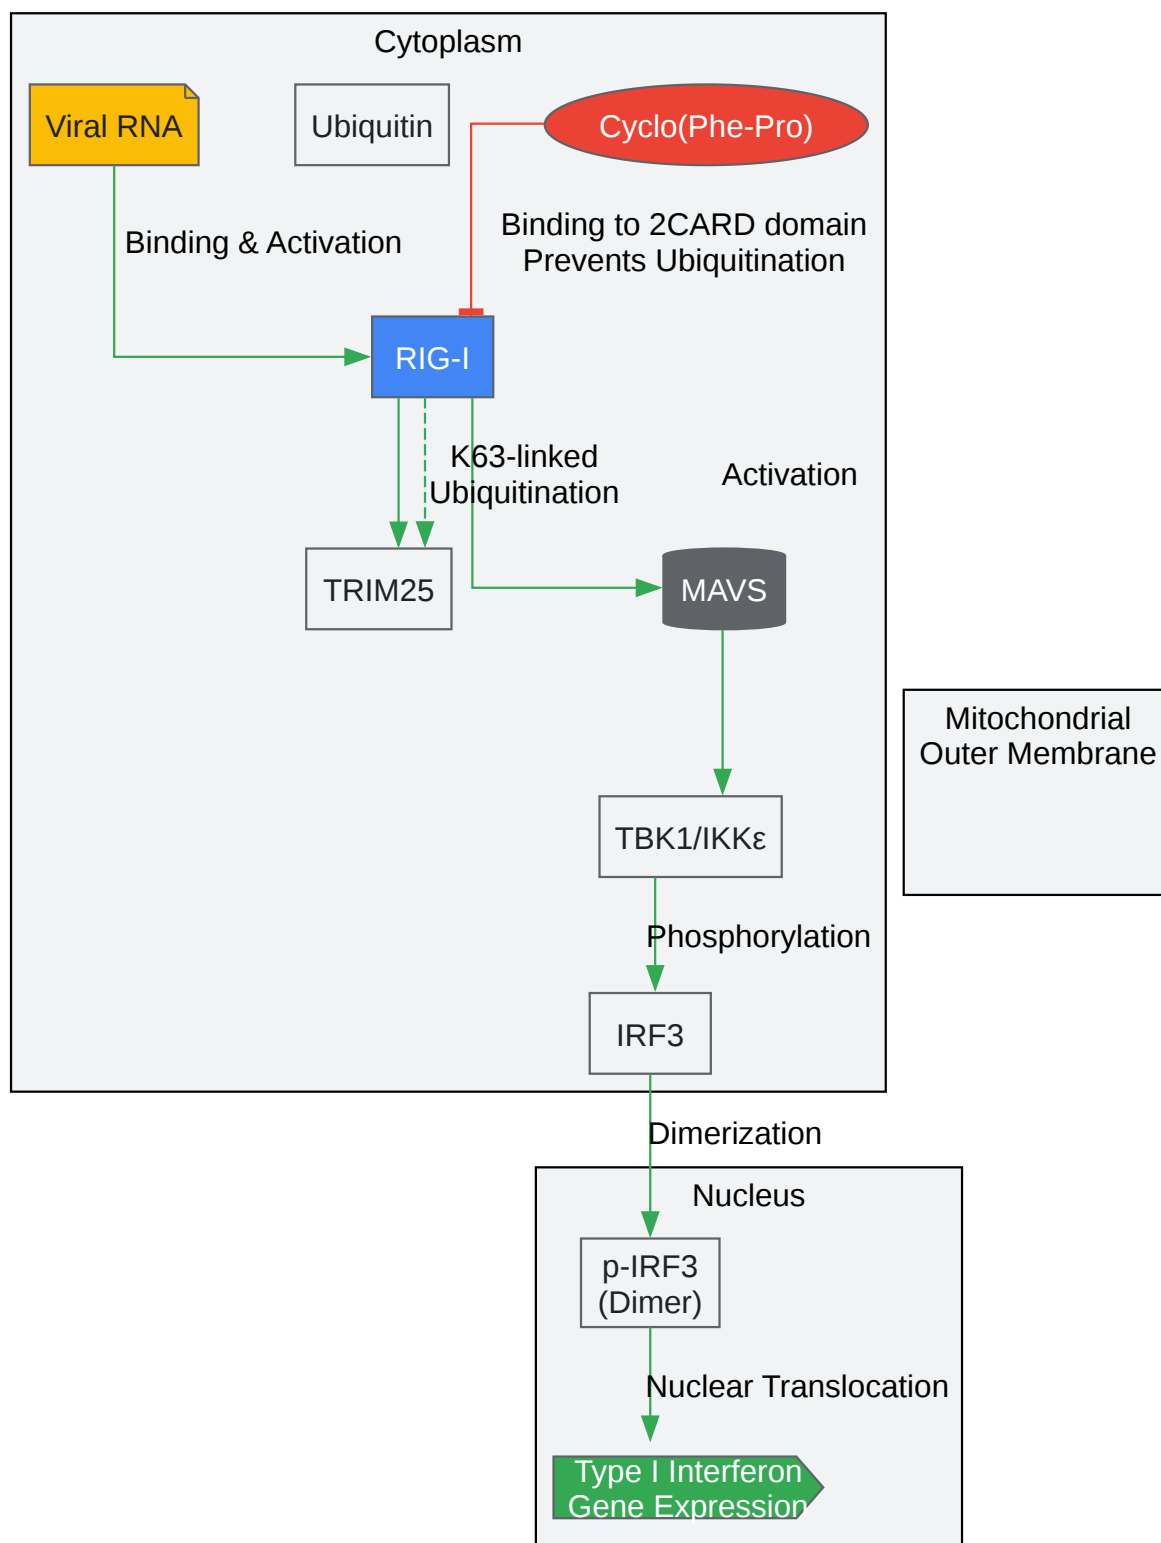 Cytoplasm
Viral RNA
Ubiquitin
Cyclo(Phe-Pro)
Binding & Activation
Binding to 2CARD domain
Prevents Ubiquitination
RIG-I
K63-linked
Ubiquitination
Activation
TRIM25
MAVS
Mitochondrial
Outer Membrane
TBK1/IKKε
Phosphorylation
IRF3
Dimerization
Nucleus
p-IRF3
(Dimer)
Nuclear Translocation
Type I Interferon
Gene Expression